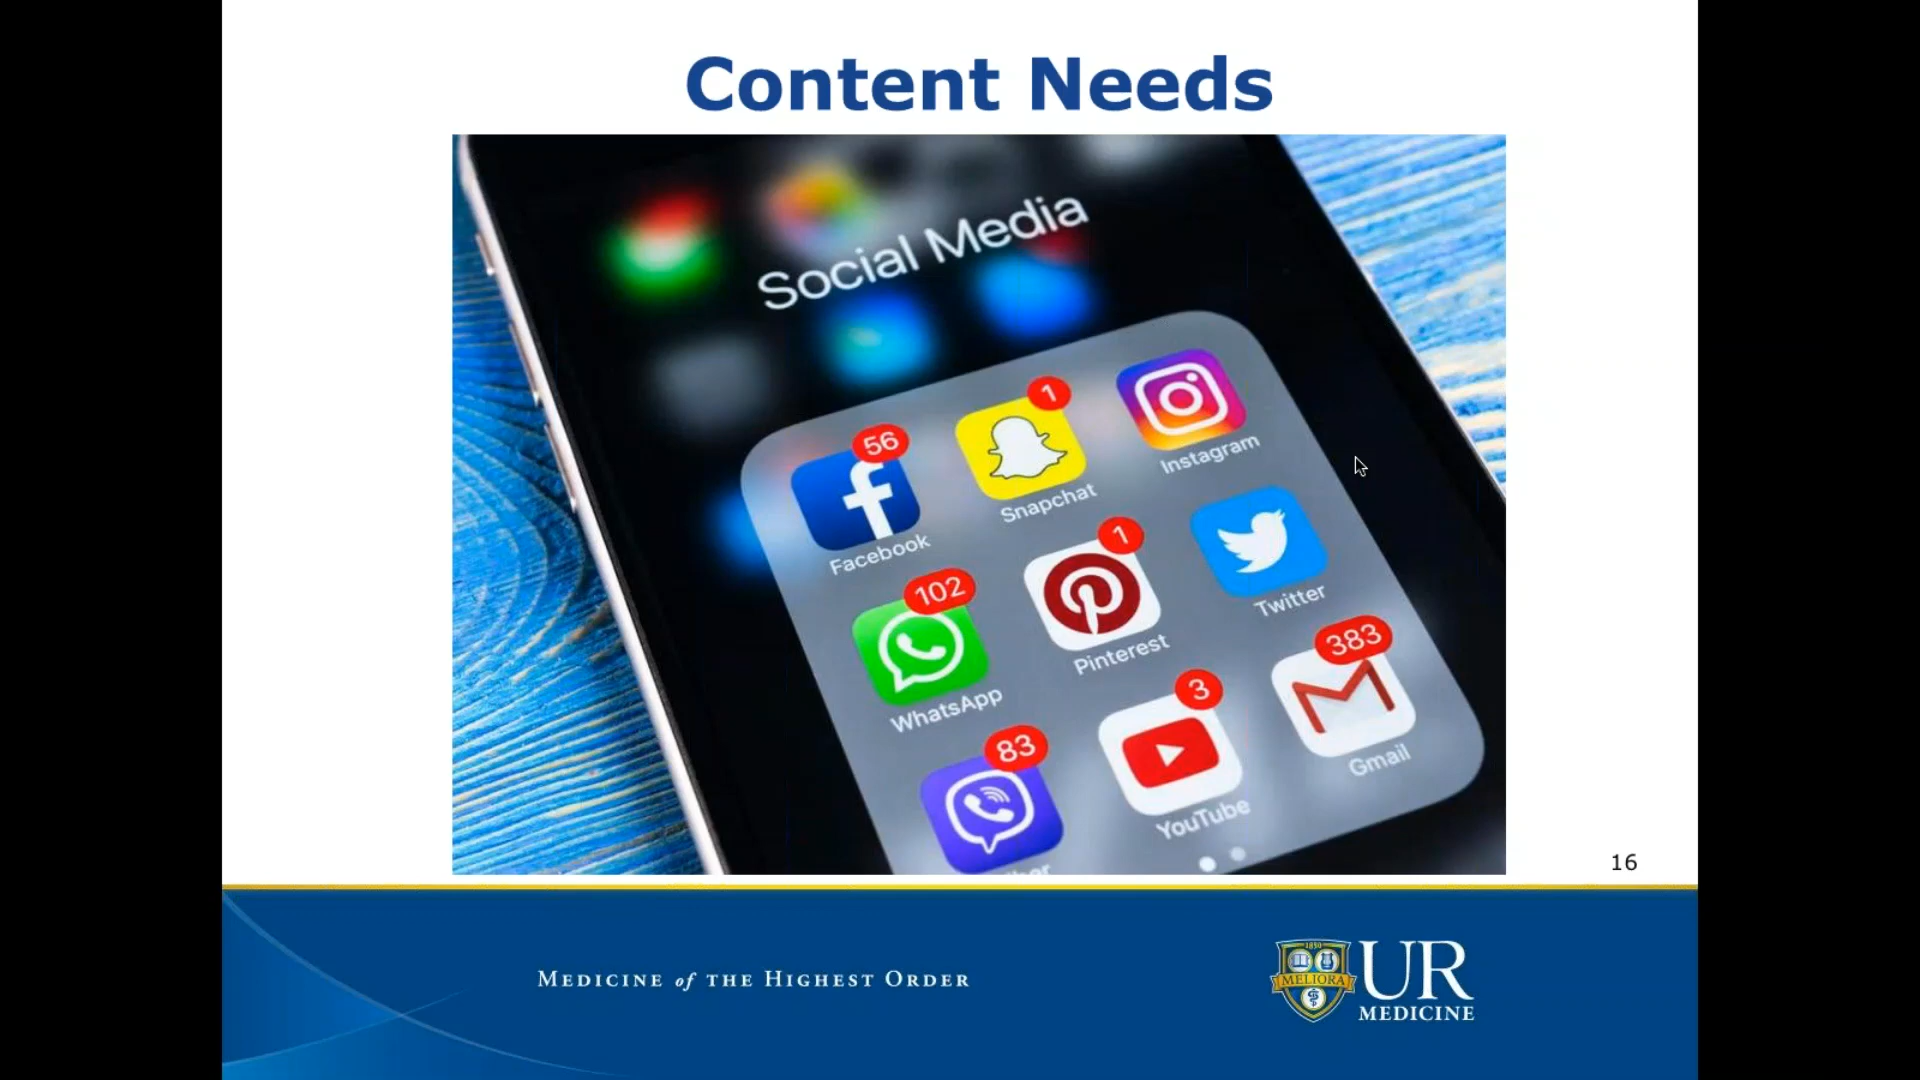 Content Needs
Social Media
56
1
Facebook
Snapchat
Instagram
102
1
WhatsApp
Pinterest
Twitter
83
3
383
YouTube
Gmail
16
MEDICINE of THE HIGHEST ORDER
1850
MELIORA
UR
MEDICINE